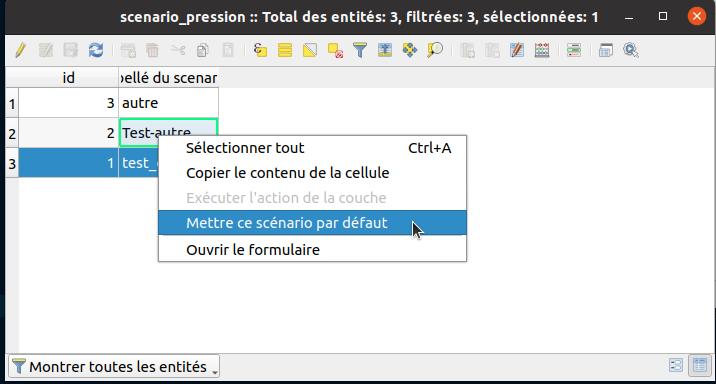 scenario_pression :: Total des entités: 3, filtrées: 3, sélectionnées: 1
id
bellé du scenar
1
3
autre
2
2
Test-autre
3
1
test_
Sélectionner tout
Ctrl+A
Copier le contenu de la cellule
Exécuter l'action de la couche
Mettre ce scénario par défaut
Ouvrir le formulaire
Montrer toutes les entités